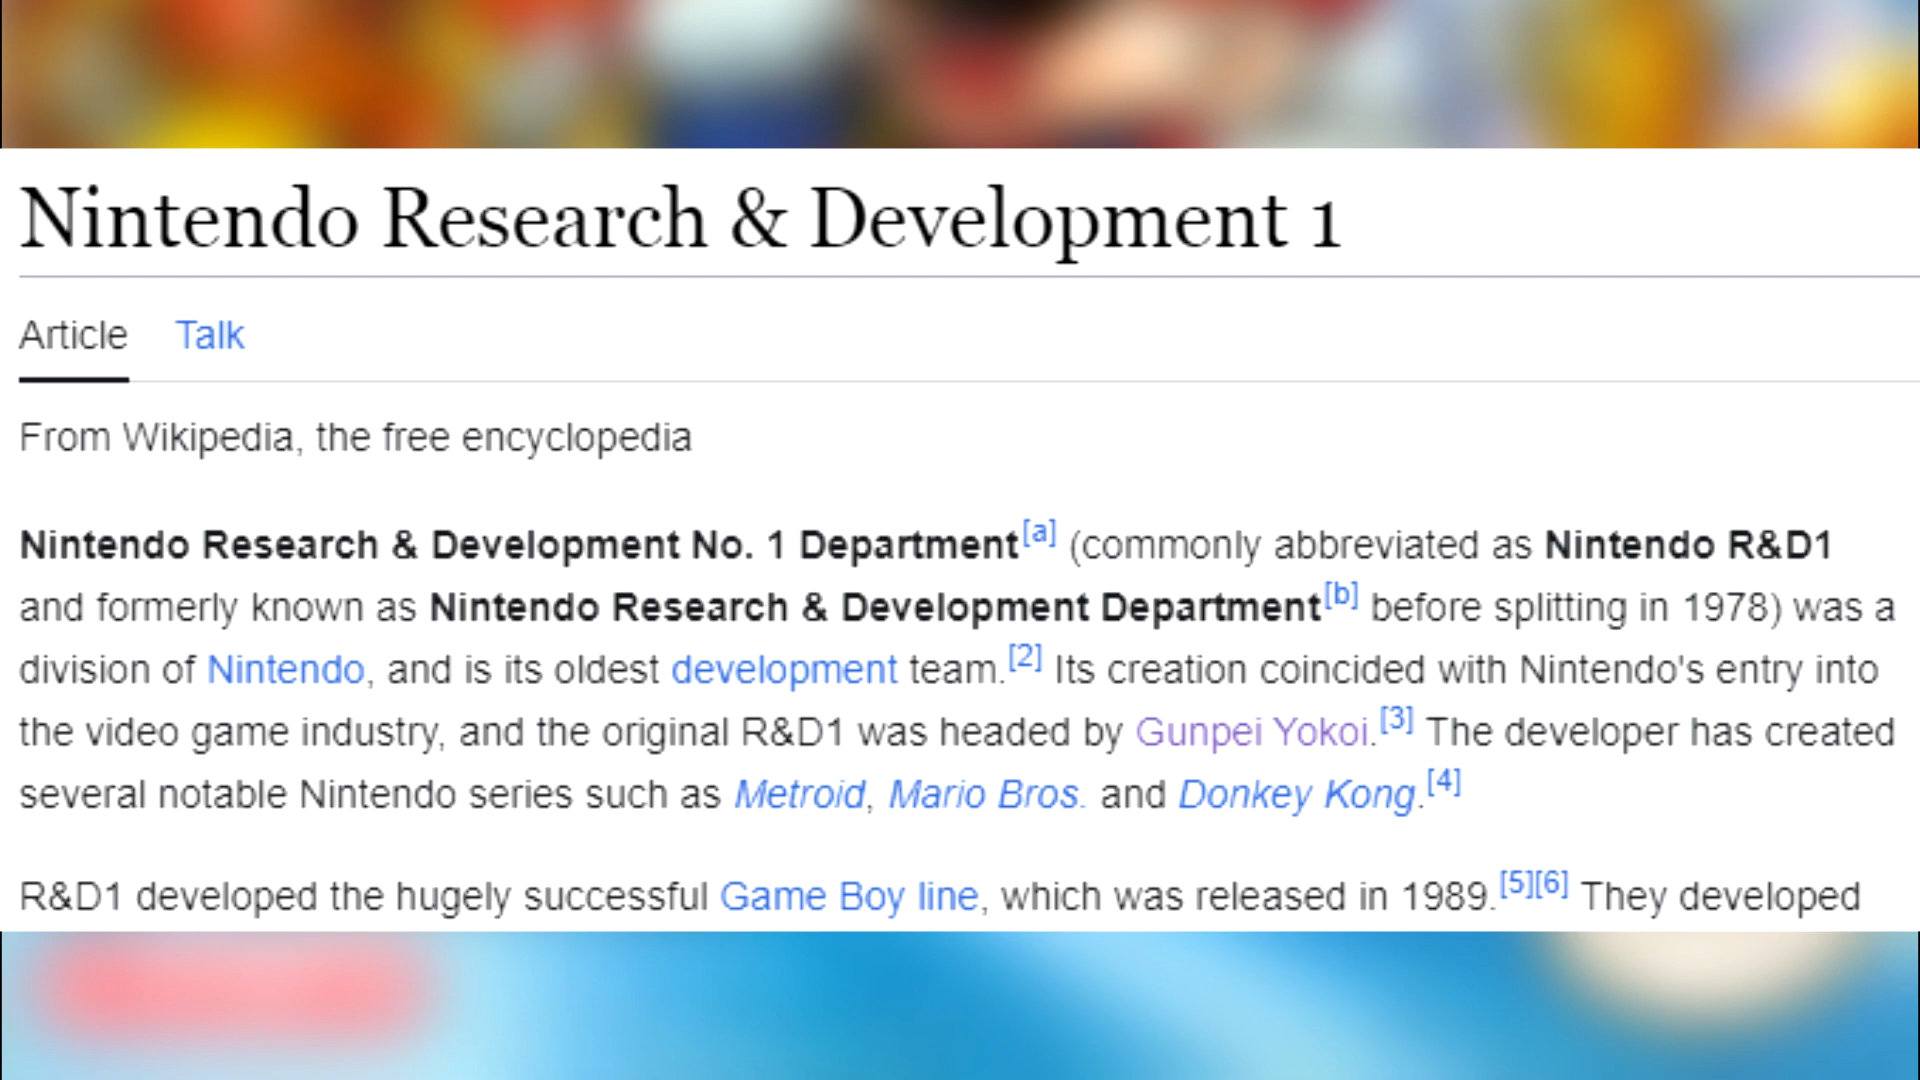 Nintendo Research & Development 1
Article Talk
From Wikipedia, the free encyclopedia
Nintendo Research & Development No. 1 Department[a] (commonly abbreviated as Nintendo R&D1
and formerly known as Nintendo Research & Development Department[b] before splitting in 1978) was a
division of Nintendo, and is its oldest development team.[2] Its creation coincided with Nintendo's entry into
the video game industry, and the original R&D1 was headed by Gunpei Yokoi.[3] The developer has created
several notable Nintendo series such as Metroid, Mario Bros. and Donkey Kong.[4]
R&D1 developed the hugely successful Game Boy line, which was released in 1989.[5][6] They developed